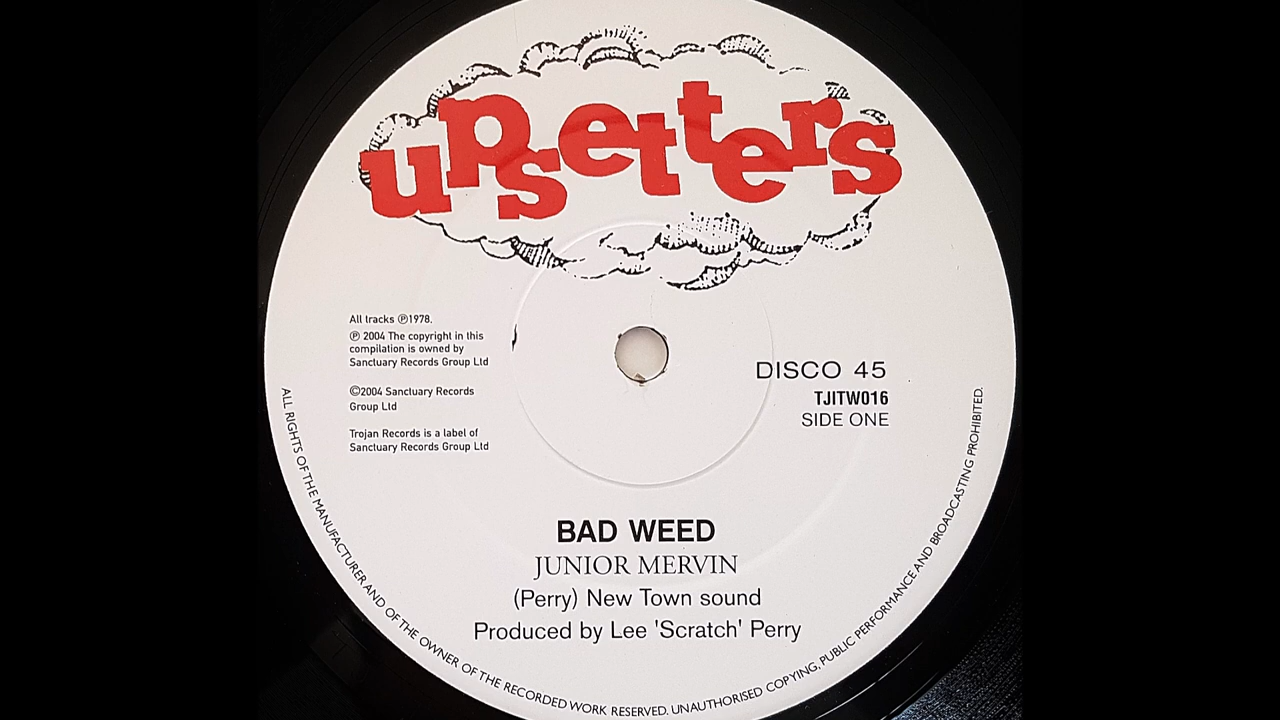 upsetters
All tracks ℗1978.
℗ 2004 The copyright in this
compilation is owned by
Sanctuary Records Group Ltd
©2004 Sanctuary Records
Group Ltd
Trojan Records is a label of
Sanctuary Records Group Ltd
DISCO 45
TJITW016
SIDE ONE
BAD WEED
JUNIOR MERVIN
(Perry) New Town sound
Produced by Lee 'Scratch' Perry
ALL RIGHTS OF THE MANUFACTURER AND OF THE OWNER OF THE RECORDED WORK RESERVED. UNAUTHORISED COPYING, PUBLIC PERFORMANCE AND BROADCASTING PROHIBITED.